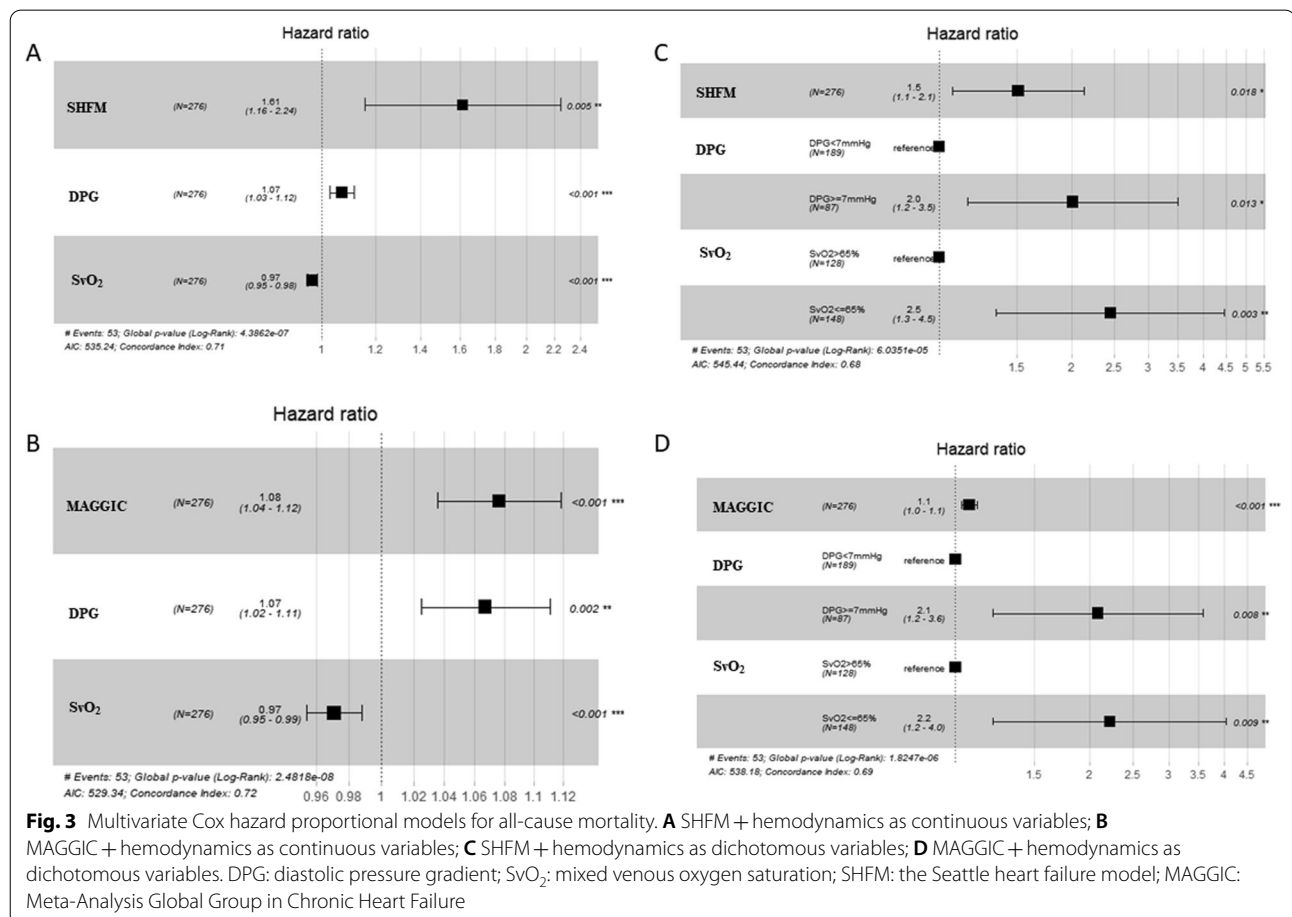 A
Hazard ratio
SHFM (N=276) 1.61 0.005 **
(1.16 - 2.24)
DPG (N=276) 1.07 <0.001 ***
(1.03 - 1.12)
SvO2 (N=276) 0.97 <0.001 ***
(0.95 - 0.98)
# Events: 53; Global p-value (Log-Rank): 4.3862e-07
AIC: 535.24; Concordance Index: 0.71
1 1.2 1.4 1.6 1.8 2 2.2 2.4
C
Hazard ratio
SHFM (N=276) 1.5 0.018 *
(1.1 - 2.1)
DPG DPG<7mmHg reference
(N=189)
DPG>=7mmHg 2.0 0.013 *
(N=87) (1.2 - 3.5)
SvO2 SvO2>65% reference
(N=128)
SvO2<=65% 2.5 0.003 **
(N=148) (1.3 - 4.5)
# Events: 53; Global p-value (Log-Rank): 6.0351e-05
AIC: 545.44; Concordance Index: 0.68
1.5 2 2.5 3 3.5 4 4.5 5 5.5
B
Hazard ratio
MAGGIC (N=276) 1.08 <0.001 ***
(1.04 - 1.12)
DPG (N=276) 1.07 0.002 **
(1.02 - 1.11)
SvO2 (N=276) 0.97 <0.001 ***
(0.95 - 0.99)
# Events: 53; Global p-value (Log-Rank): 2.4818e-08
AIC: 529.34; Concordance Index: 0.72
0.96 0.98 1 1.02 1.04 1.06 1.08 1.1 1.12
D
Hazard ratio
MAGGIC (N=276) 1.1 <0.001 ***
(1.0 - 1.1)
DPG DPG<7mmHg reference
(N=189)
DPG>=7mmHg 2.1 0.008 **
(N=87) (1.2 - 3.6)
SvO2 SvO2>65% reference
(N=128)
SvO2<=65% 2.2 0.009 **
(N=148) (1.2 - 4.0)
# Events: 53; Global p-value (Log-Rank): 1.8247e-06
AIC: 538.18; Concordance Index: 0.69
1.5 2 2.5 3 3.5 4 4.5
Fig. 3 Multivariate Cox hazard proportional models for all-cause mortality. A SHFM + hemodynamics as continuous variables; B
MAGGIC + hemodynamics as continuous variables; C SHFM + hemodynamics as dichotomous variables; D MAGGIC + hemodynamics as
dichotomous variables. DPG: diastolic pressure gradient; SvO2: mixed venous oxygen saturation; SHFM: the Seattle heart failure model; MAGGIC:
Meta-Analysis Global Group in Chronic Heart Failure